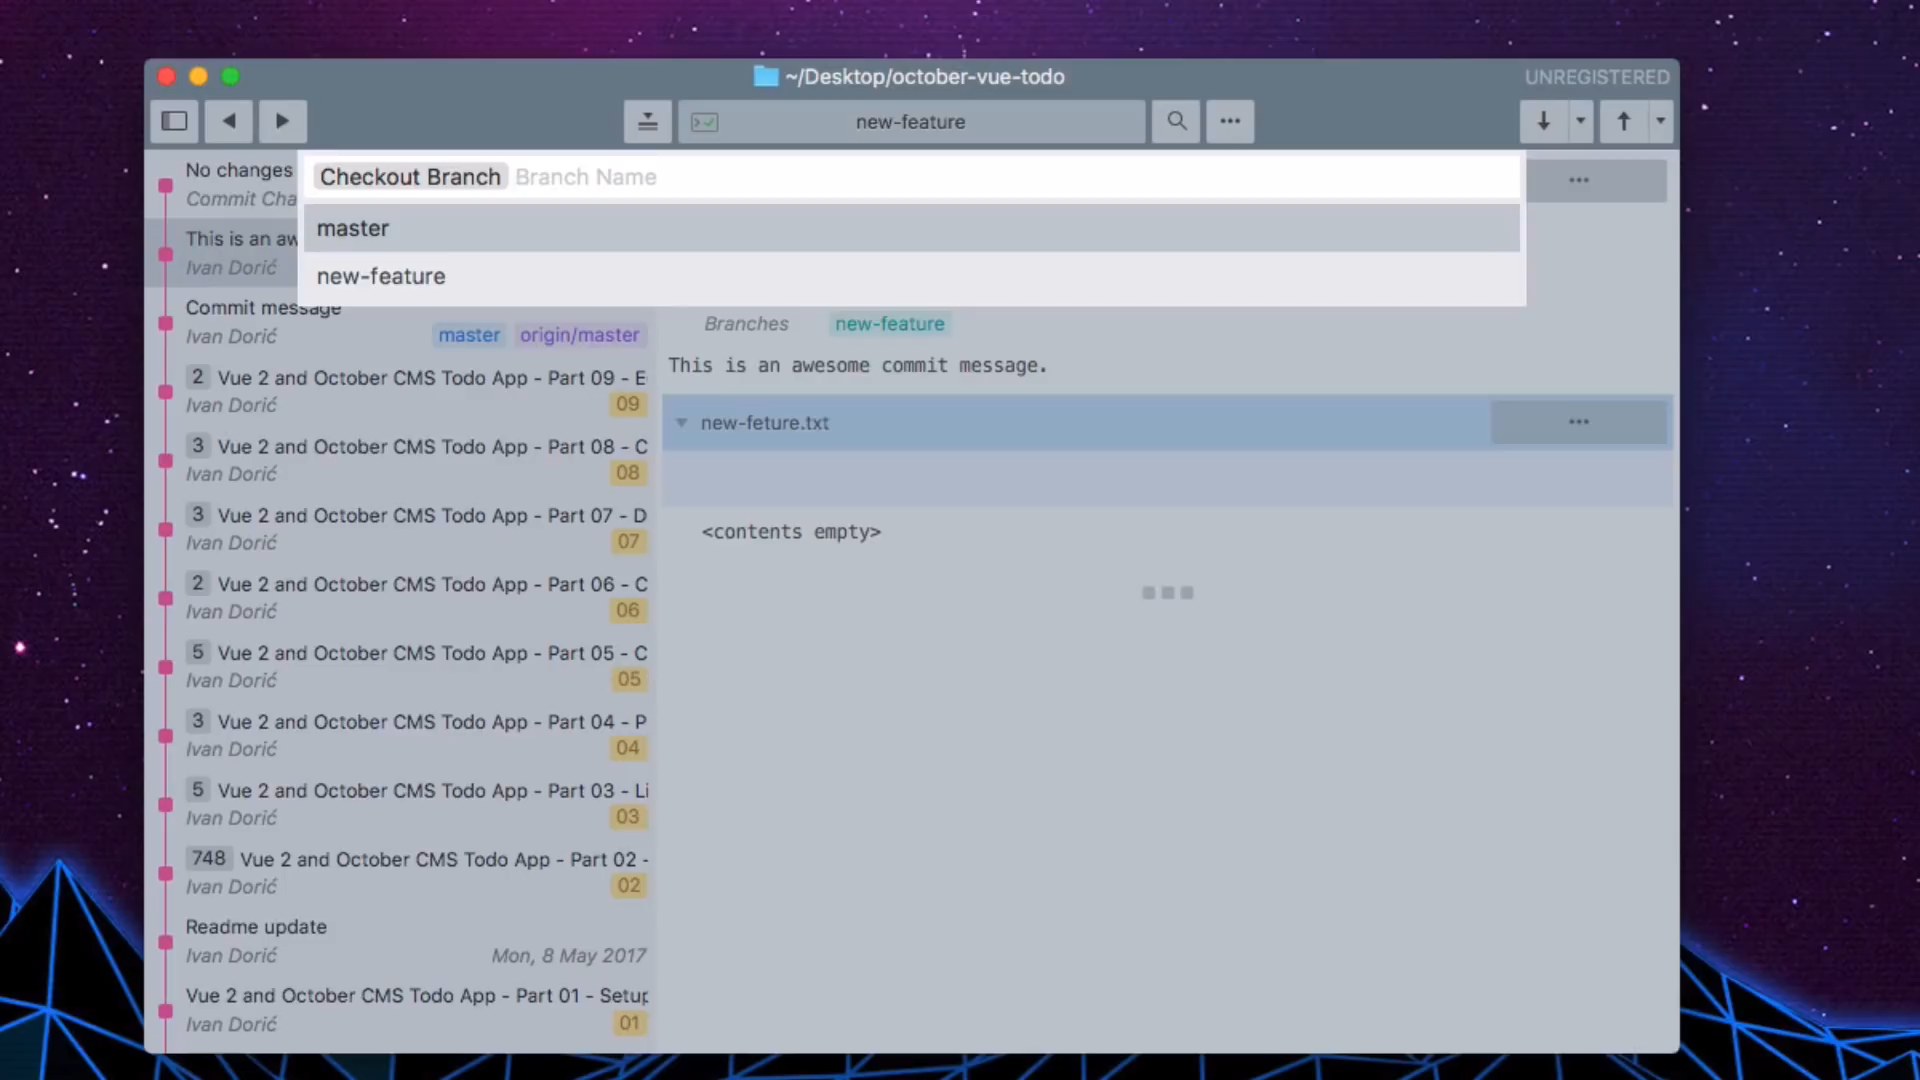 ~/Desktop/october-vue-todo
UNREGISTERED
new-feature
Checkout Branch Branch Name
master
new-feature
No changes
Commit Cha
This is an aw
Ivan Dorić
Commit message
Ivan Dorić
master origin/master
2 Vue 2 and October CMS Todo App - Part 09 - E
Ivan Dorić
09
3 Vue 2 and October CMS Todo App - Part 08 - C
Ivan Dorić
08
3 Vue 2 and October CMS Todo App - Part 07 - D
Ivan Dorić
07
2 Vue 2 and October CMS Todo App - Part 06 - C
Ivan Dorić
06
5 Vue 2 and October CMS Todo App - Part 05 - C
Ivan Dorić
05
3 Vue 2 and October CMS Todo App - Part 04 - P
Ivan Dorić
04
5 Vue 2 and October CMS Todo App - Part 03 - Li
Ivan Dorić
03
748 Vue 2 and October CMS Todo App - Part 02 -
Ivan Dorić
02
Readme update
Ivan Dorić
Mon, 8 May 2017
Vue 2 and October CMS Todo App - Part 01 - Setup
Ivan Dorić
01
Branches new-feature
This is an awesome commit message.
new-feture.txt
<contents empty>